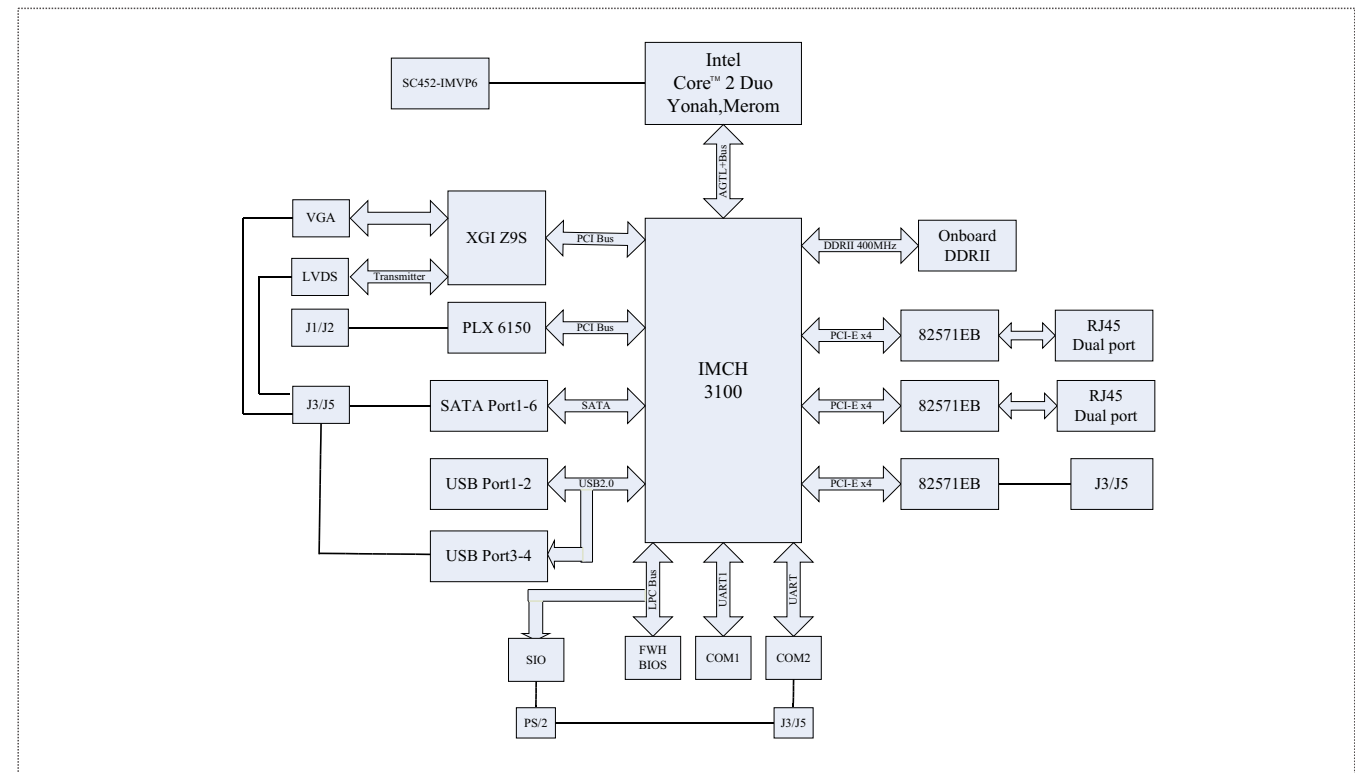 Intel
Core™ 2 Duo
Yonah,Merom
SC452-IMVP6
AGTL+Bus
VGA
XGI Z9S
PCI Bus
DDRII 400MHz
Onboard
DDRII
LVDS
Transmitter
J1/J2
PLX 6150
PCI Bus
IMCH
3100
PCI-E x4
82571EB
RJ45
Dual port
J3/J5
SATA Port1-6
SATA
PCI-E x4
82571EB
RJ45
Dual port
USB Port1-2
USB2.0
PCI-E x4
82571EB
J3/J5
USB Port3-4
LPC Bus
UART1
UART
SIO
FWH
BIOS
COM1
COM2
PS/2
J3/J5